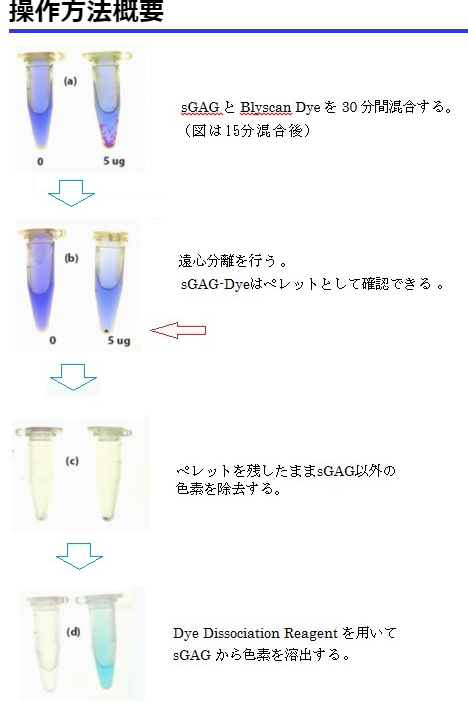 操作方法概要
(a)
sGAG と Blyscan Dye を 30 分間混合する。
（図は15分混合後）
0 5 ug
(b)
遠心分離を行う。
sGAG-Dyeはペレットとして確認できる 。
0 5 ug
(c)
ペレットを残したままsGAG以外の
色素を除去する。
(d)
Dye Dissociation Reagent を用いて
sGAG から色素を溶出する。